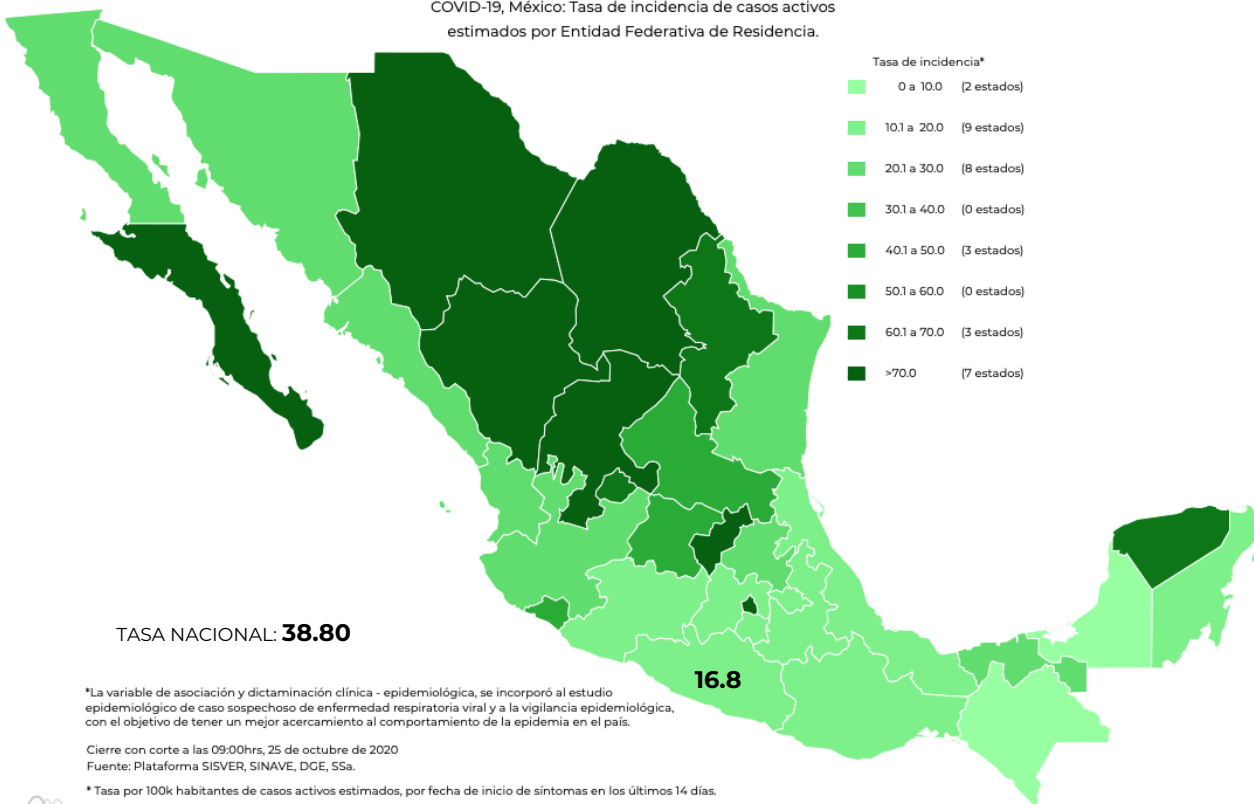 COVID-19, México: Tasa de incidencia de casos activos
estimados por Entidad Federativa de Residencia.
Tasa de incidencia*
0 a 10.0 (2 estados)
10.1 a 20.0 (9 estados)
20.1 a 30.0 (8 estados)
30.1 a 40.0 (0 estados)
40.1 a 50.0 (3 estados)
50.1 a 60.0 (0 estados)
60.1 a 70.0 (3 estados)
>70.0 (7 estados)
TASA NACIONAL: 38.80
16.8
*La variable de asociación y dictaminación clínica - epidemiológica, se incorporó al estudio
epidemiológico de caso sospechoso de enfermedad respiratoria viral y a la vigilancia epidemiológica,
con el objetivo de tener un mejor acercamiento al comportamiento de la epidemia en el país.
Cierre con corte a las 09:00hrs, 25 de octubre de 2020
Fuente: Plataforma SISVER, SINAVE, DGE, SSa.
* Tasa por 100k habitantes de casos activos estimados, por fecha de inicio de síntomas en los últimos 14 días.